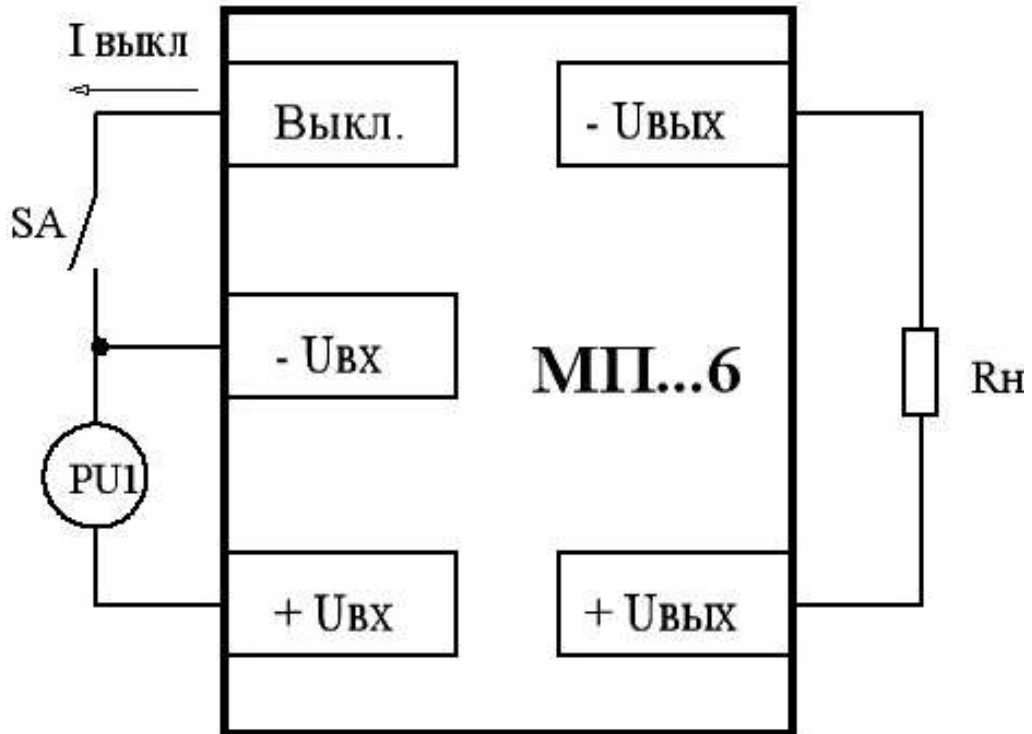 I выкл
Выкл.
- Uвых
SA
- Uвх
МП...6
Rн
PU1
+ Uвх
+ Uвых